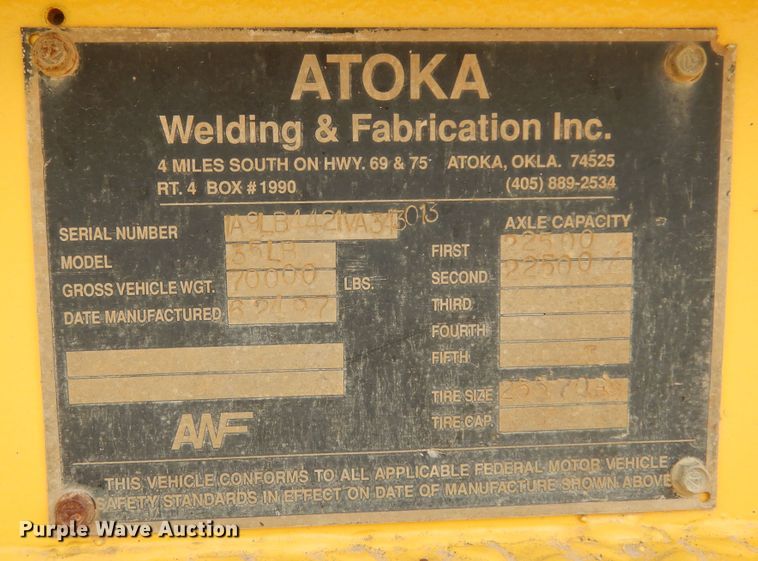 ATOKA
Welding & Fabrication Inc.
4 MILES SOUTH ON HWY. 69 & 75 ATOKA, OKLA. 74525
RT. 4 BOX # 1990 (405) 889-2534
SERIAL NUMBER
MODEL 35LB
GROSS VEHICLE WGT. 70000 LBS.
DATE MANUFACTURED
AXLE CAPACITY
FIRST 22500
SECOND 22500
THIRD
FOURTH
FIFTH
TIRE SIZE
TIRE CAP.
AWF
THIS VEHICLE CONFORMS TO ALL APPLICABLE FEDERAL MOTOR VEHICLE
SAFETY STANDARDS IN EFFECT ON DATE OF MANUFACTURE SHOWN ABOVE
Purple Wave Auction